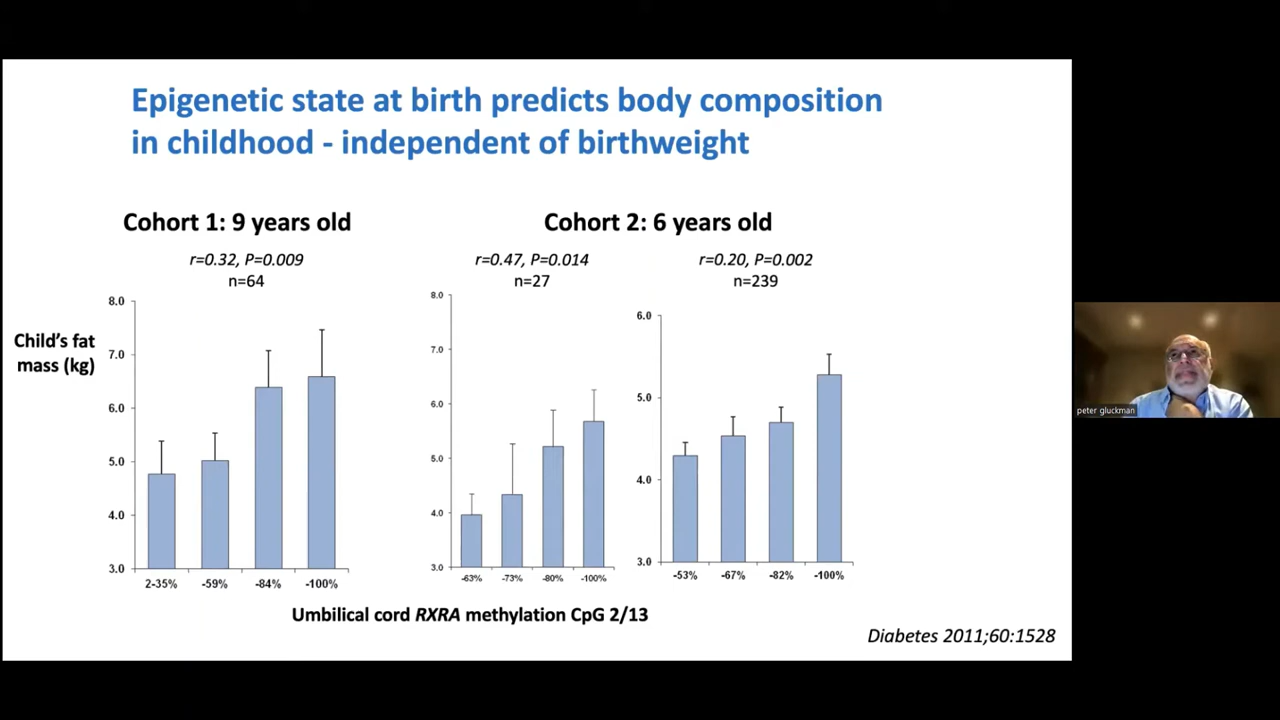 Epigenetic state at birth predicts body composition
in childhood - independent of birthweight
Cohort 1: 9 years old
Cohort 2: 6 years old
r=0.32, P=0.009
n=64
r=0.47, P=0.014
n=27
r=0.20, P=0.002
n=239
Child's fat
mass (kg)
8.0
7.0
6.0
5.0
4.0
3.0
2-35%
-59%
-84%
-100%
8.0
7.0
6.0
5.0
4.0
3.0
-63%
-73%
-80%
-100%
6.0
5.0
4.0
3.0
-53%
-67%
-82%
-100%
Umbilical cord RXRA methylation CpG 2/13
Diabetes 2011;60:1528
peter gluckman